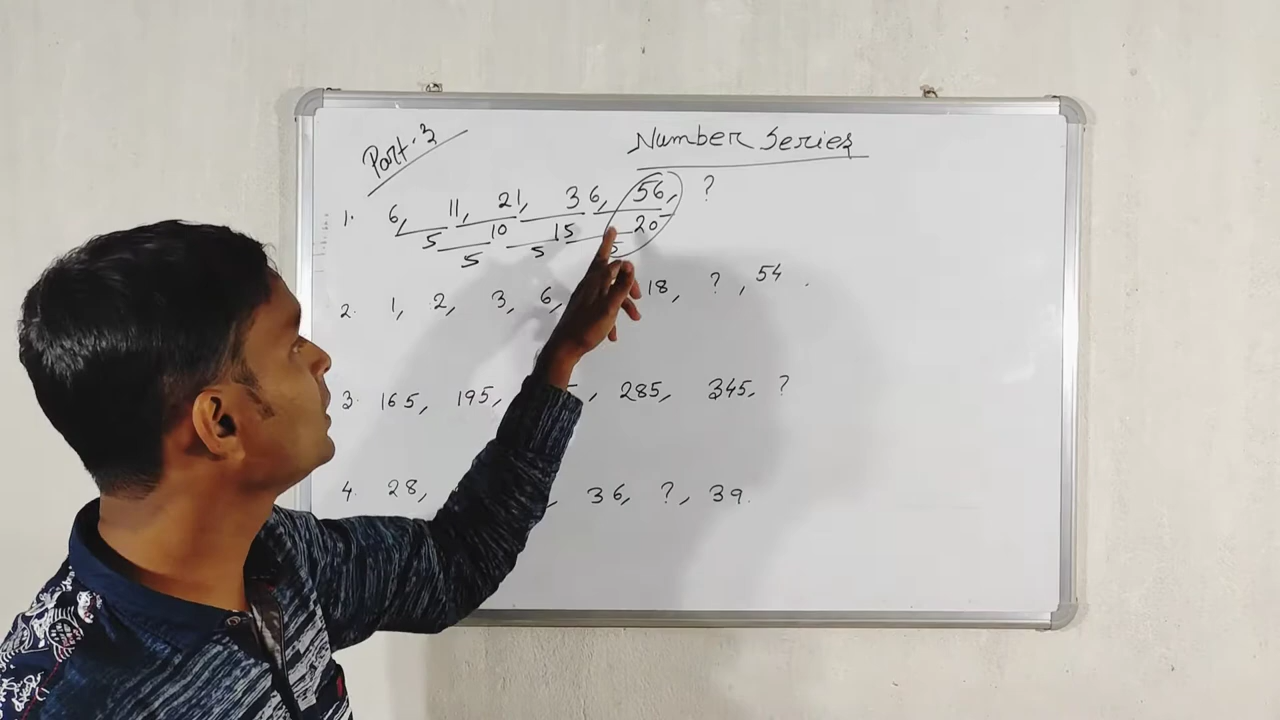 Part-3
Number Series
1. 6, 11, 21, 36, 56, ?
5 10 15 20
5 5 5
2. 1, 2, 3, 6, 18, ?, 54.
3. 165, 195, 285, 345, ?
4. 28, 36, ?, 39.